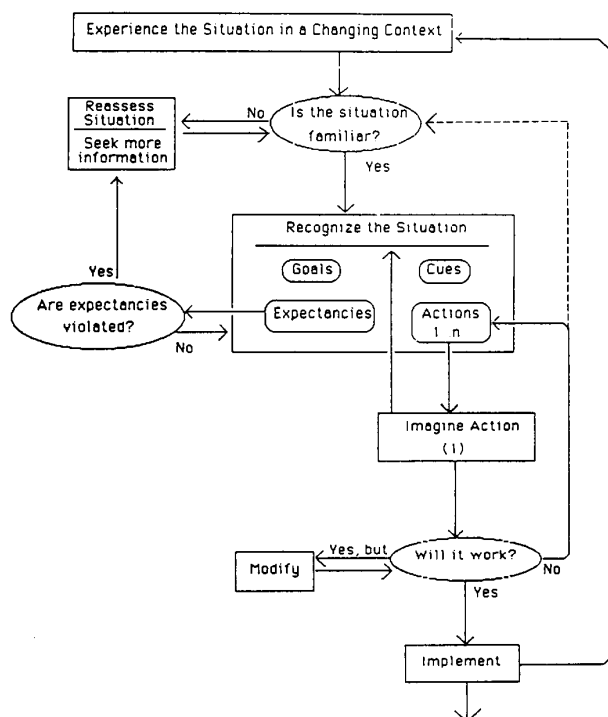 Experience the Situation in a Changing Context
Reassess
Situation
Seek more
information
No
Is the situation
familiar?
Yes
Recognize the Situation
Goals
Cues
Yes
Are expectancies
violated?
Expectancies
Actions
1 n
No
Imagine Action
(1)
Yes, but
Will it work?
No
Modify
Yes
Implement